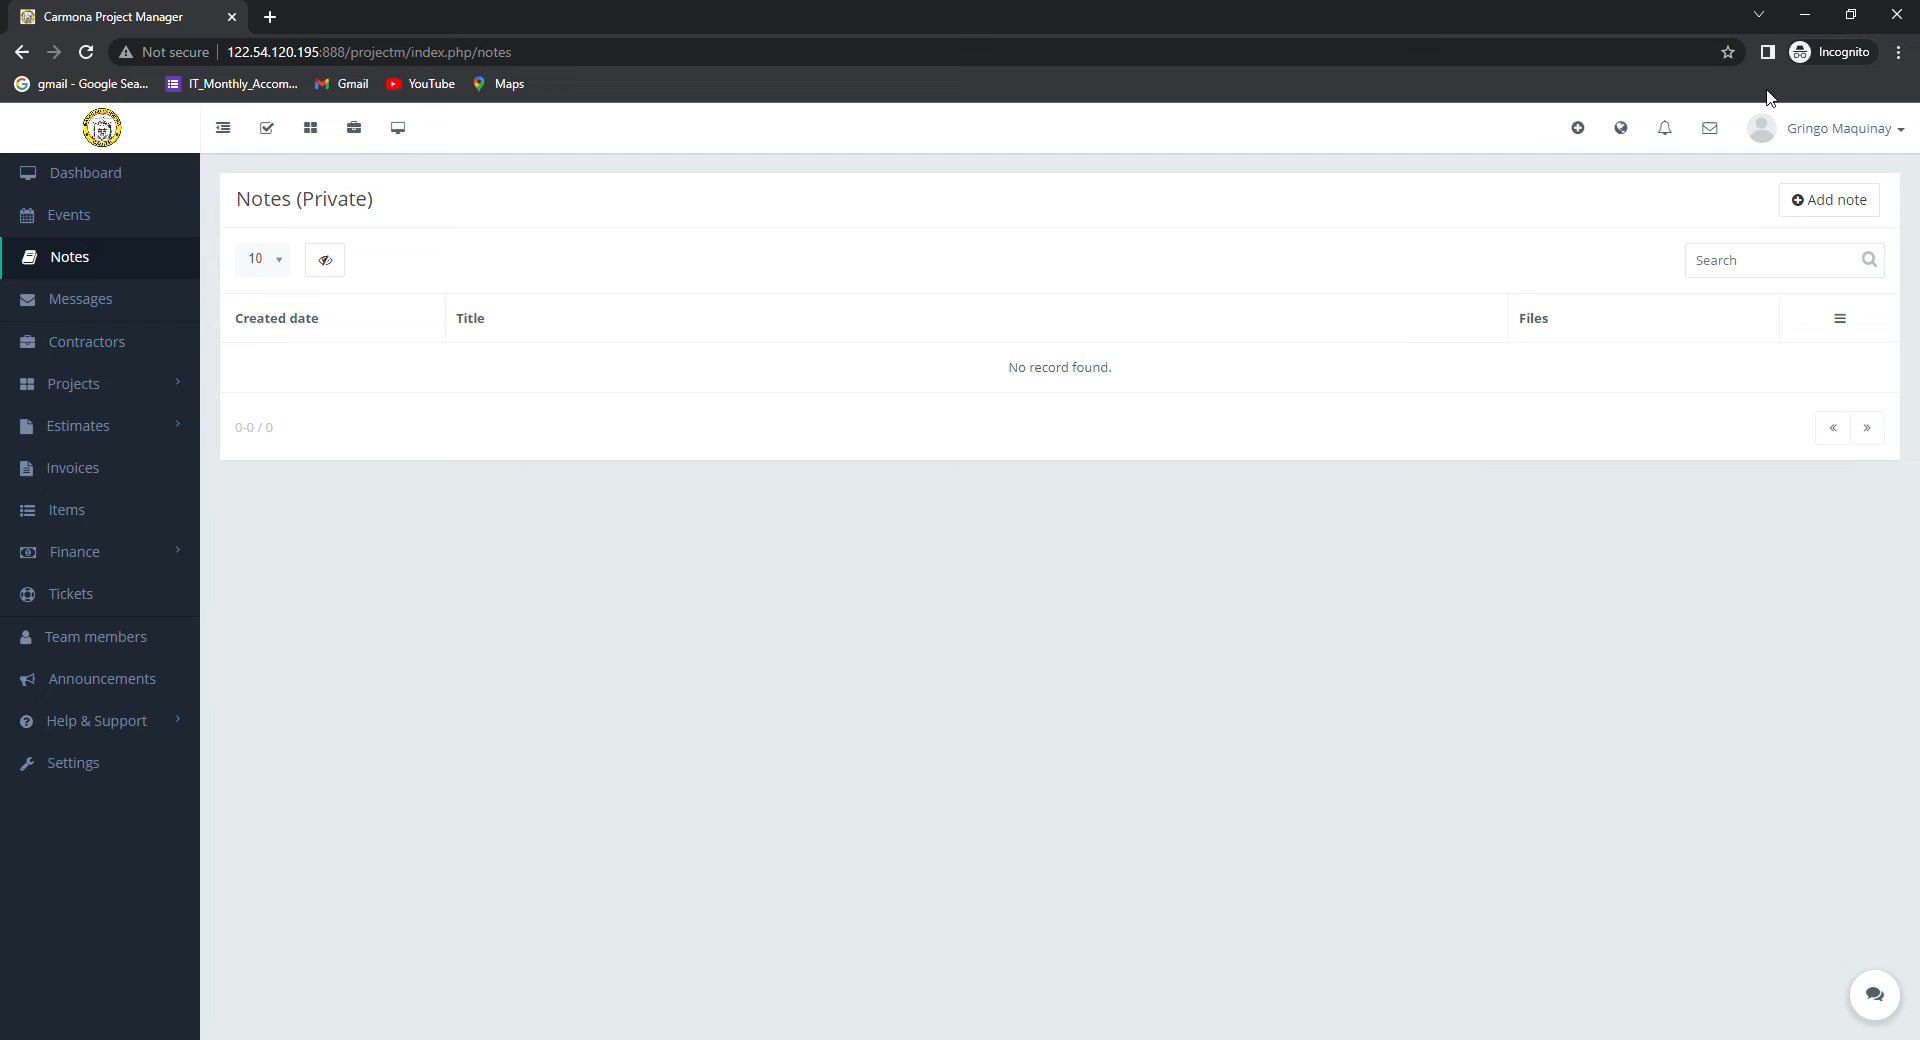 Carmona Project Manager
Not secure 122.54.120.195:888/projectm/index.php/notes Incognito
gmail - Google Sea... IT_Monthly_Accom... Gmail YouTube Maps
Gringo Maquinay
Dashboard
Events
Notes
Messages
Contractors
Projects
Estimates
Invoices
Items
Finance
Tickets
Team members
Announcements
Help & Support
Settings
Notes (Private) Add note
10 Search
Created date Title Files
No record found.
0-0 / 0 « »